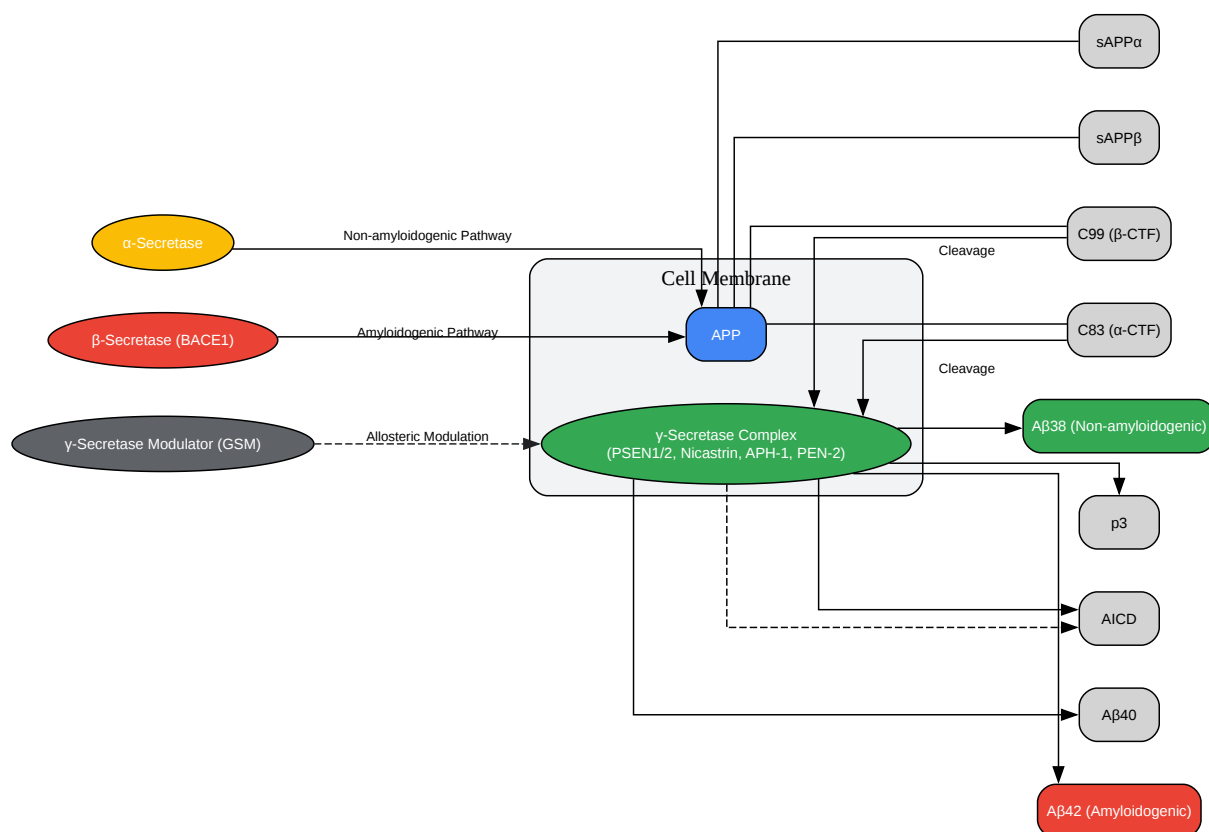 sAPPα
sAPPβ
α-Secretase
Non-amyloidogenic Pathway
C99 (β-CTF)
Cleavage
Cell Membrane
β-Secretase (BACE1)
Amyloidogenic Pathway
APP
C83 (α-CTF)
Cleavage
γ-Secretase Modulator (GSM)
Allosteric Modulation
γ-Secretase Complex
(PSEN1/2, Nicastrin, APH-1, PEN-2)
Aβ38 (Non-amyloidogenic)
p3
AICD
Aβ40
Aβ42 (Amyloidogenic)